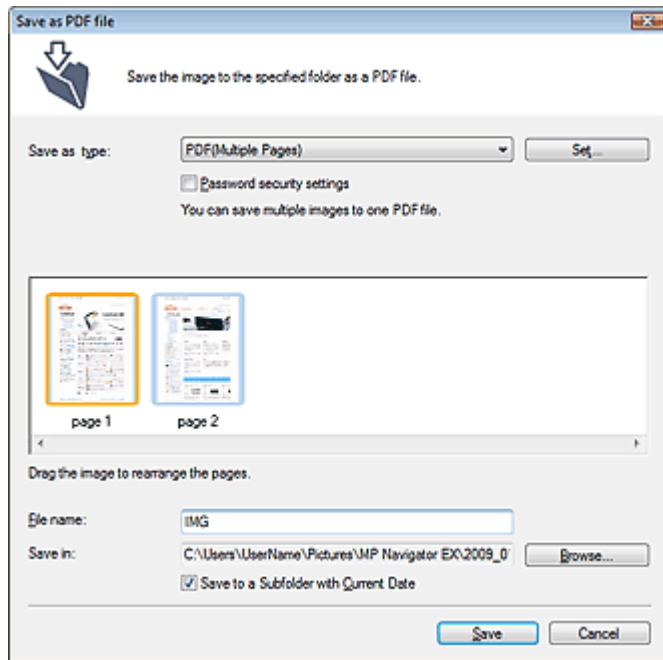 Save as PDF file
Save the image to the specified folder as a PDF file.
Save as type:
PDF(Multiple Pages)
Set...
Password security settings
You can save multiple images to one PDF file.
page 1
page 2
Drag the image to rearrange the pages.
File name:
IMG
Save in:
C:\Users\UserName\Pictures\MP Navigator EX\2009_0
Browse...
Save to a Subfolder with Current Date
Save
Cancel